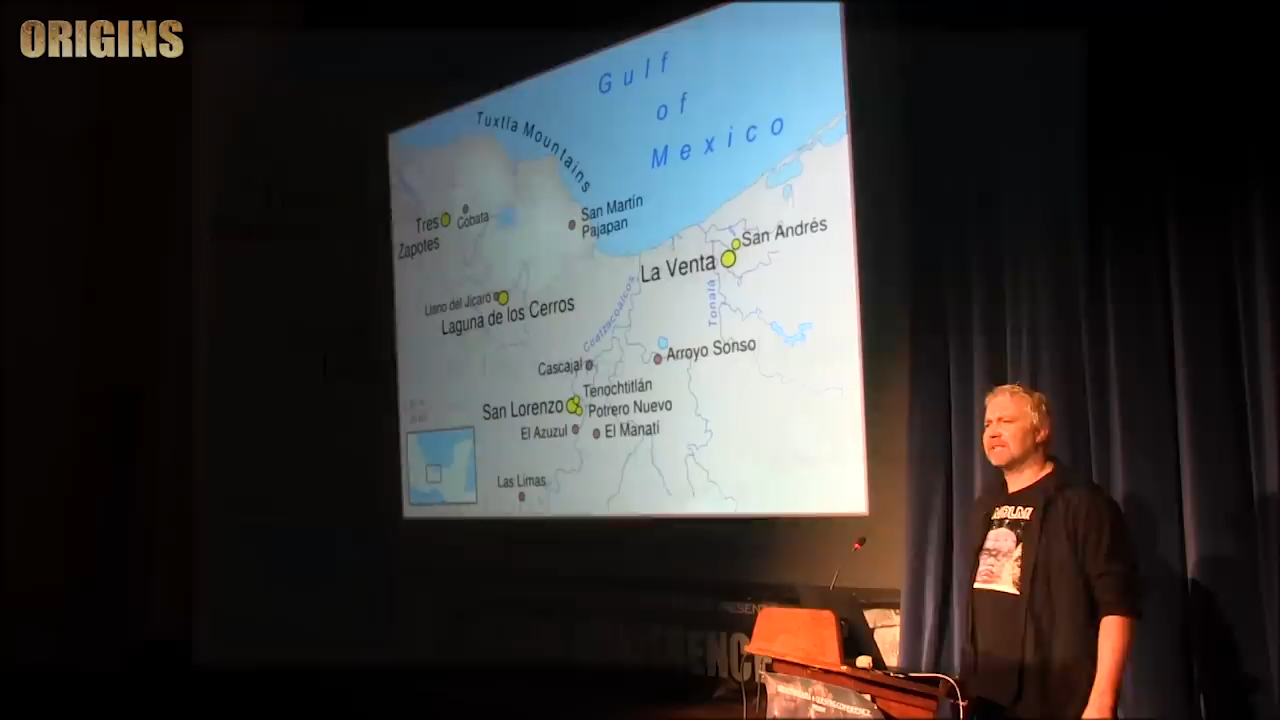 ORIGINS
Gulf
of
Mexico
Tuxtla Mountains
Tres
Zapotes
Cobata
San Martín
Pajapan
San Andrés
La Venta
Llano del Jícaro
Laguna de los Cerros
Coatzacoalcos
Tonalá
Cascajal
Arroyo Sonso
Tenochtitlán
San Lorenzo
Potrero Nuevo
El Azuzul
El Manatí
Las Limas